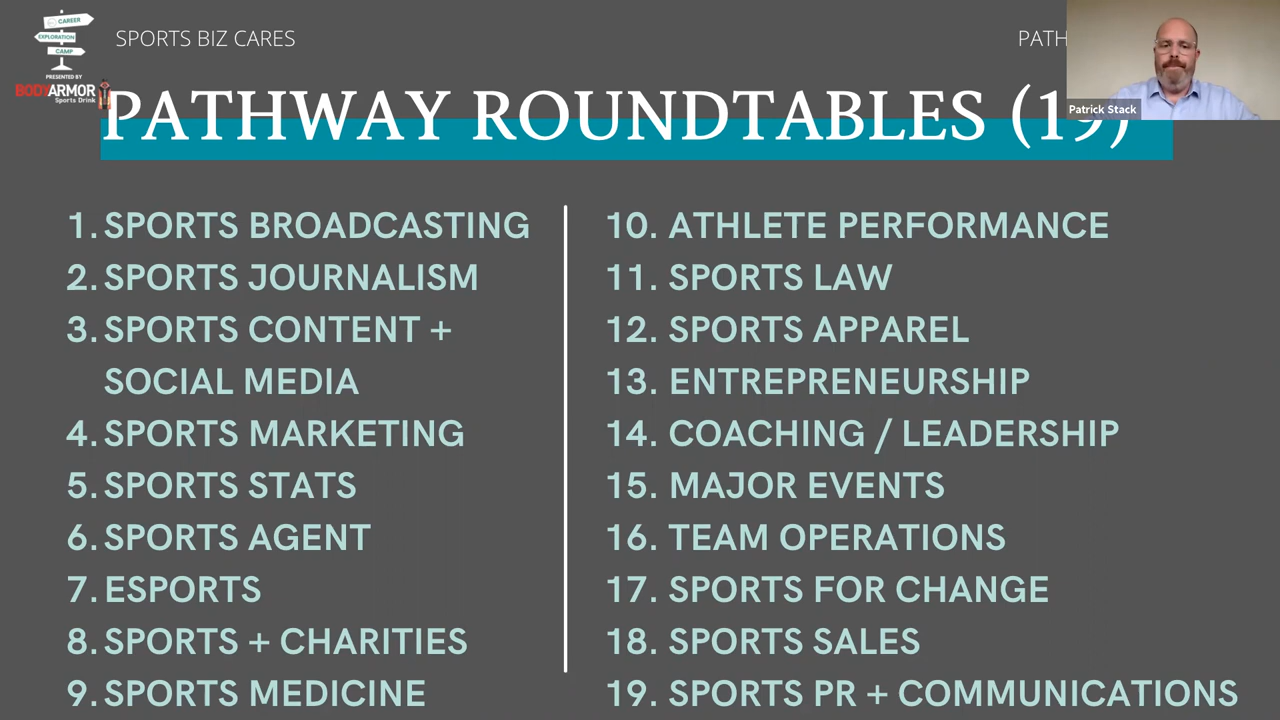 CAREER
EXPLORATION
CAMP
PRESENTED BY
BODYARMOR
Sports Drink
SPORTS BIZ CARES
PATH
Patrick Stack
PATHWAY ROUNDTABLES (19)
1. SPORTS BROADCASTING
2. SPORTS JOURNALISM
3. SPORTS CONTENT +
SOCIAL MEDIA
4. SPORTS MARKETING
5. SPORTS STATS
6. SPORTS AGENT
7. ESPORTS
8. SPORTS + CHARITIES
9. SPORTS MEDICINE
10. ATHLETE PERFORMANCE
11. SPORTS LAW
12. SPORTS APPAREL
13. ENTREPRENEURSHIP
14. COACHING / LEADERSHIP
15. MAJOR EVENTS
16. TEAM OPERATIONS
17. SPORTS FOR CHANGE
18. SPORTS SALES
19. SPORTS PR + COMMUNICATIONS